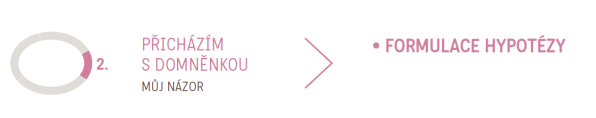 2.
PŘICHÁZÍM
S DOMNĚNKOU
MŮJ NÁZOR
• FORMULACE HYPOTÉZY